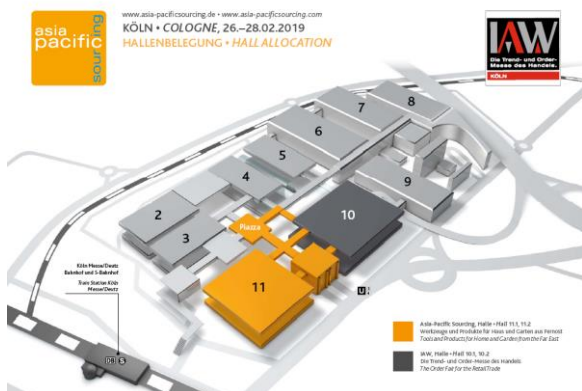 asia
pacific
sourcing
www.asia-pacificsourcing.de • www.asia-pacificsourcing.com
KÖLN • COLOGNE, 26.–28.02.2019
HALLENBELEGUNG • HALL ALLOCATION
IAW
Die Trend- und Order-
Messe des Handels.
KÖLN
8
7
6
5
4
9
2
3
10
Piazza
11
Köln Messe/Deutz
Bahnhof und S-Bahnhof
Train Station Köln
Messe/Deutz
DB S
U
Asia-Pacific Sourcing, Halle • Hall 11.1, 11.2
Werkzeuge und Produkte für Haus und Garten aus Fernost
Tools and Products for Home and Garden from the Far East
IAW, Halle • Hall 10.1, 10.2
Die Trend- und Order-Messe des Handels
The Order Fair for the Retail Trade